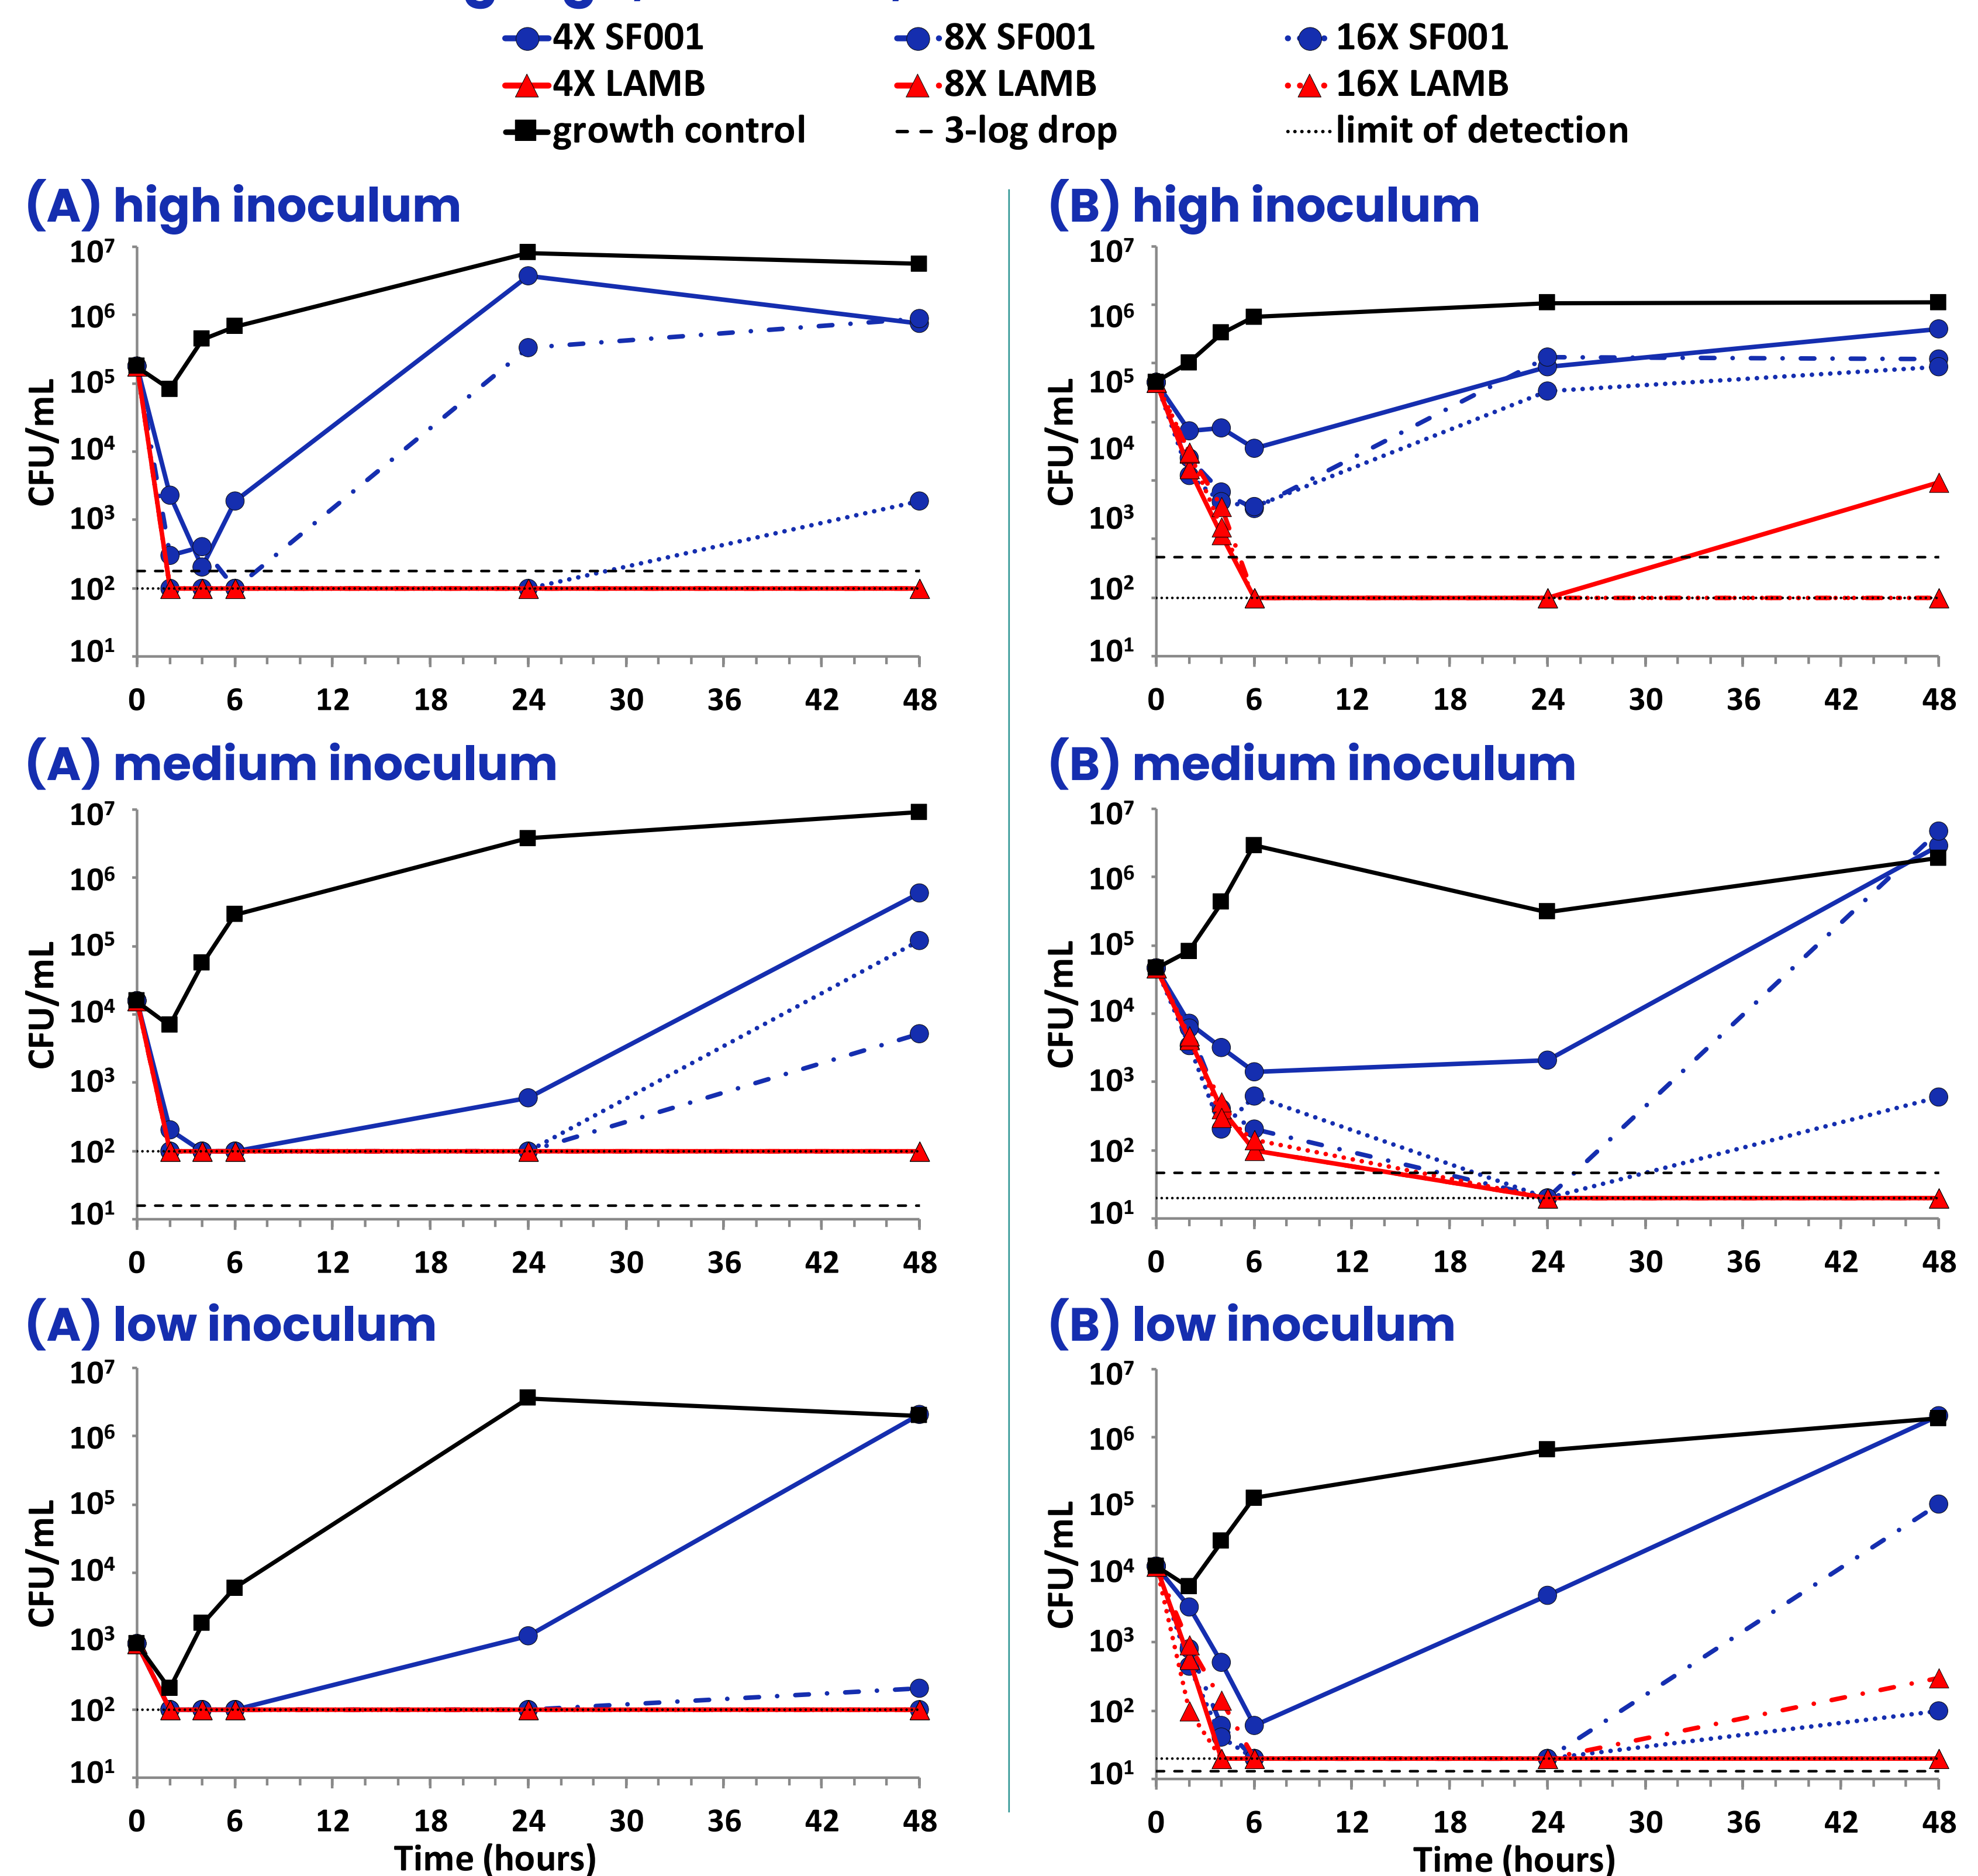 4X SF001 8X SF001 16X SF001
4X LAMB 8X LAMB 16X LAMB
growth control 3-log drop limit of detection
(A) high inoculum
CFU/mL
10⁷
10⁶
10⁵
10⁴
10³
10²
10¹
0 6 12 18 24 30 36 42 48
(B) high inoculum
CFU/mL
10⁷
10⁶
10⁵
10⁴
10³
10²
10¹
0 6 12 18 24 30 36 42 48
(A) medium inoculum
CFU/mL
10⁷
10⁶
10⁵
10⁴
10³
10²
10¹
0 6 12 18 24 30 36 42 48
(B) medium inoculum
CFU/mL
10⁷
10⁶
10⁵
10⁴
10³
10²
10¹
0 6 12 18 24 30 36 42 48
(A) low inoculum
CFU/mL
10⁷
10⁶
10⁵
10⁴
10³
10²
10¹
0 6 12 18 24 30 36 42 48
Time (hours)
(B) low inoculum
CFU/mL
10⁷
10⁶
10⁵
10⁴
10³
10²
10¹
0 6 12 18 24 30 36 42 48
Time (hours)